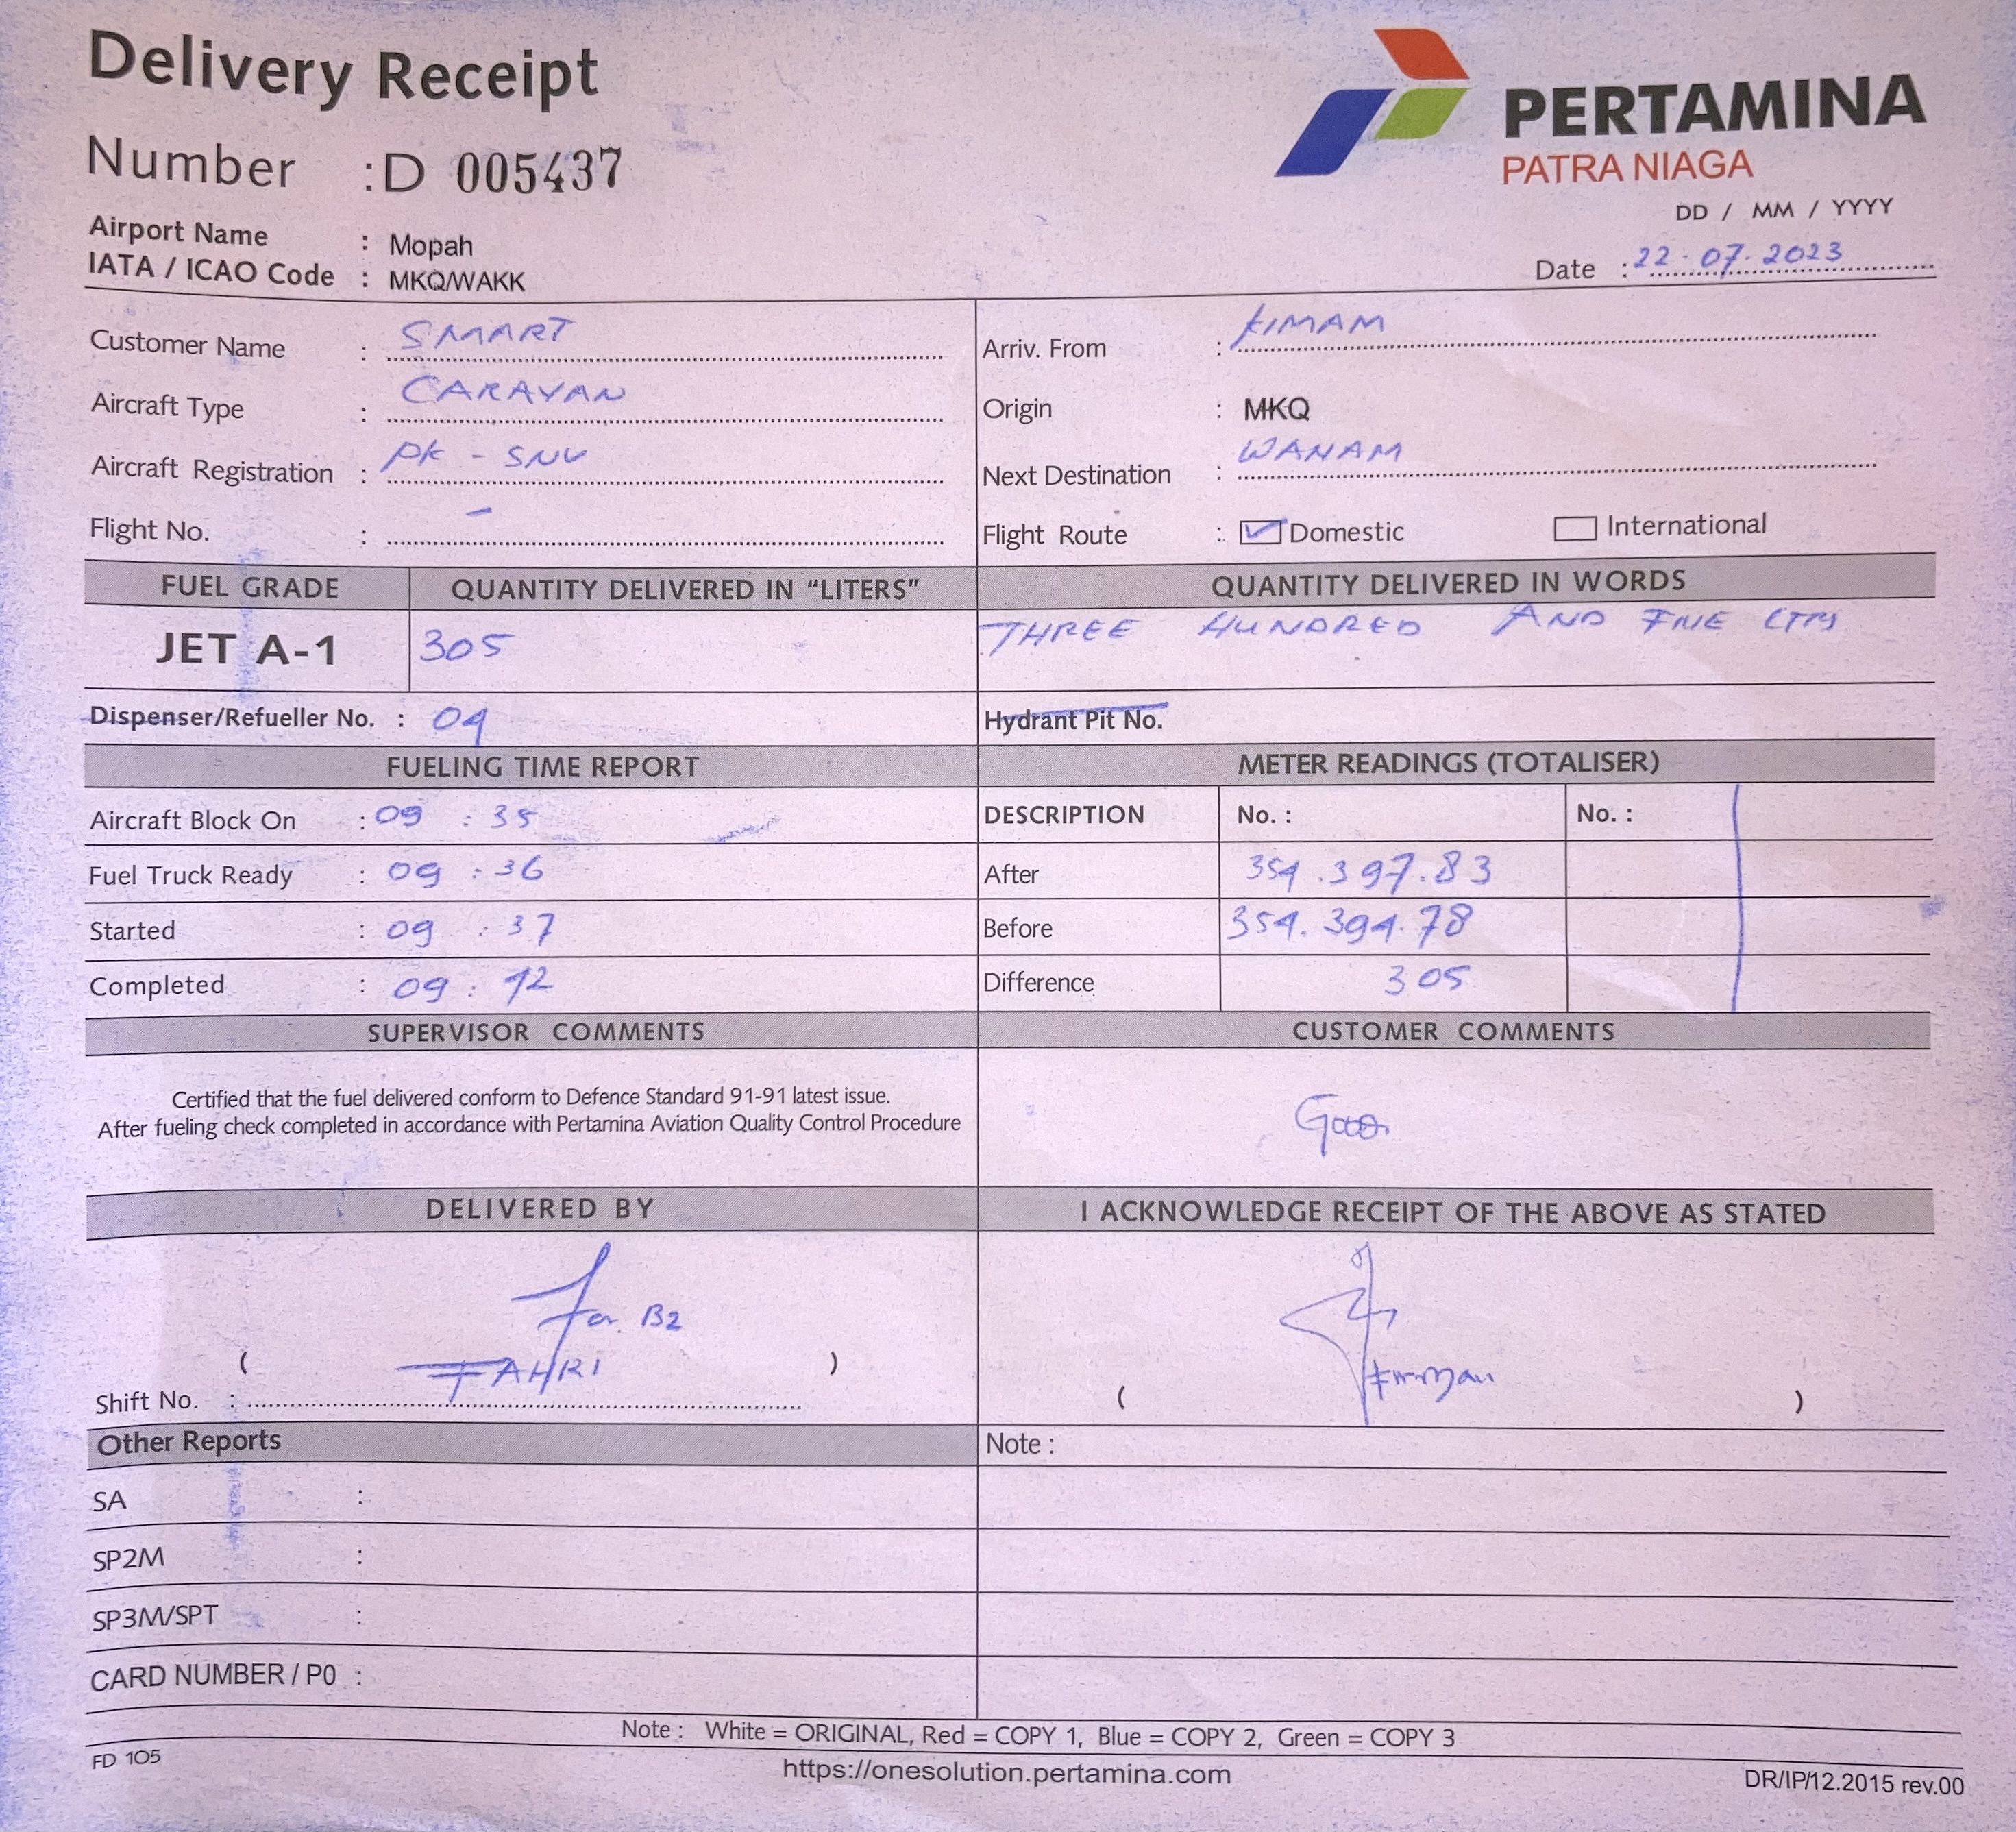 Delivery Receipt
PERTAMINA
PATRA NIAGA
Number : D 005437
DD / MM / YYYY
Airport Name : Mopah
IATA / ICAO Code : MKQ/WAKK
Date : 22.07.2023
Customer Name : SMART
Arriv. From : KIMAM
Aircraft Type : CARAVAN
Origin : MKQ
Aircraft Registration : PK - SNV
Next Destination : WANAM
Flight No. : -
Flight Route : Domestic International
FUEL GRADE QUANTITY DELIVERED IN “LITERS” QUANTITY DELIVERED IN WORDS
JET A-1 305 THREE HUNDRED AND FIVE LTRS
Dispenser/Refueller No. : 04 Hydrant Pit No.
FUELING TIME REPORT METER READINGS (TOTALISER)
Aircraft Block On : 09 : 35 DESCRIPTION No. : No. :
Fuel Truck Ready : 09 : 36 After 354.397.83
Started : 09 : 37 Before 354.394.78
Completed : 09 : 42 Difference 305
SUPERVISOR COMMENTS CUSTOMER COMMENTS
Certified that the fuel delivered conform to Defence Standard 91-91 latest issue.
After fueling check completed in accordance with Pertamina Aviation Quality Control Procedure
Good
DELIVERED BY I ACKNOWLEDGE RECEIPT OF THE ABOVE AS STATED
B2
( FAHRI )
Shift No. :
( )
Other Reports Note :
SA :
SP2M :
SP3M/SPT :
CARD NUMBER / P0 :
Note : White = ORIGINAL, Red = COPY 1, Blue = COPY 2, Green = COPY 3
FD 105
https://onesolution.pertamina.com
DR/IP/12.2015 rev.00